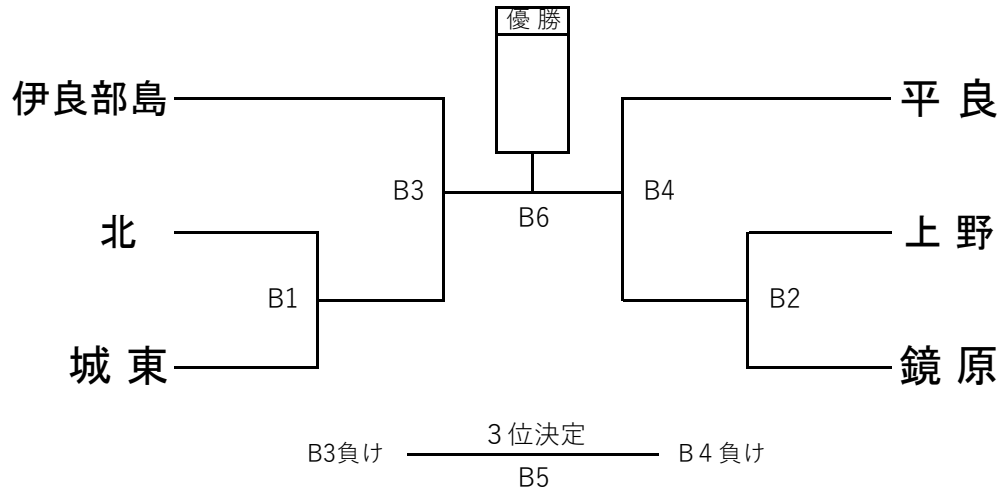 優 勝
伊良部島
平 良
B3
B4
B6
北
上 野
B1
B2
城 東
鏡 原
３位決定
B3負け
B４負け
B5